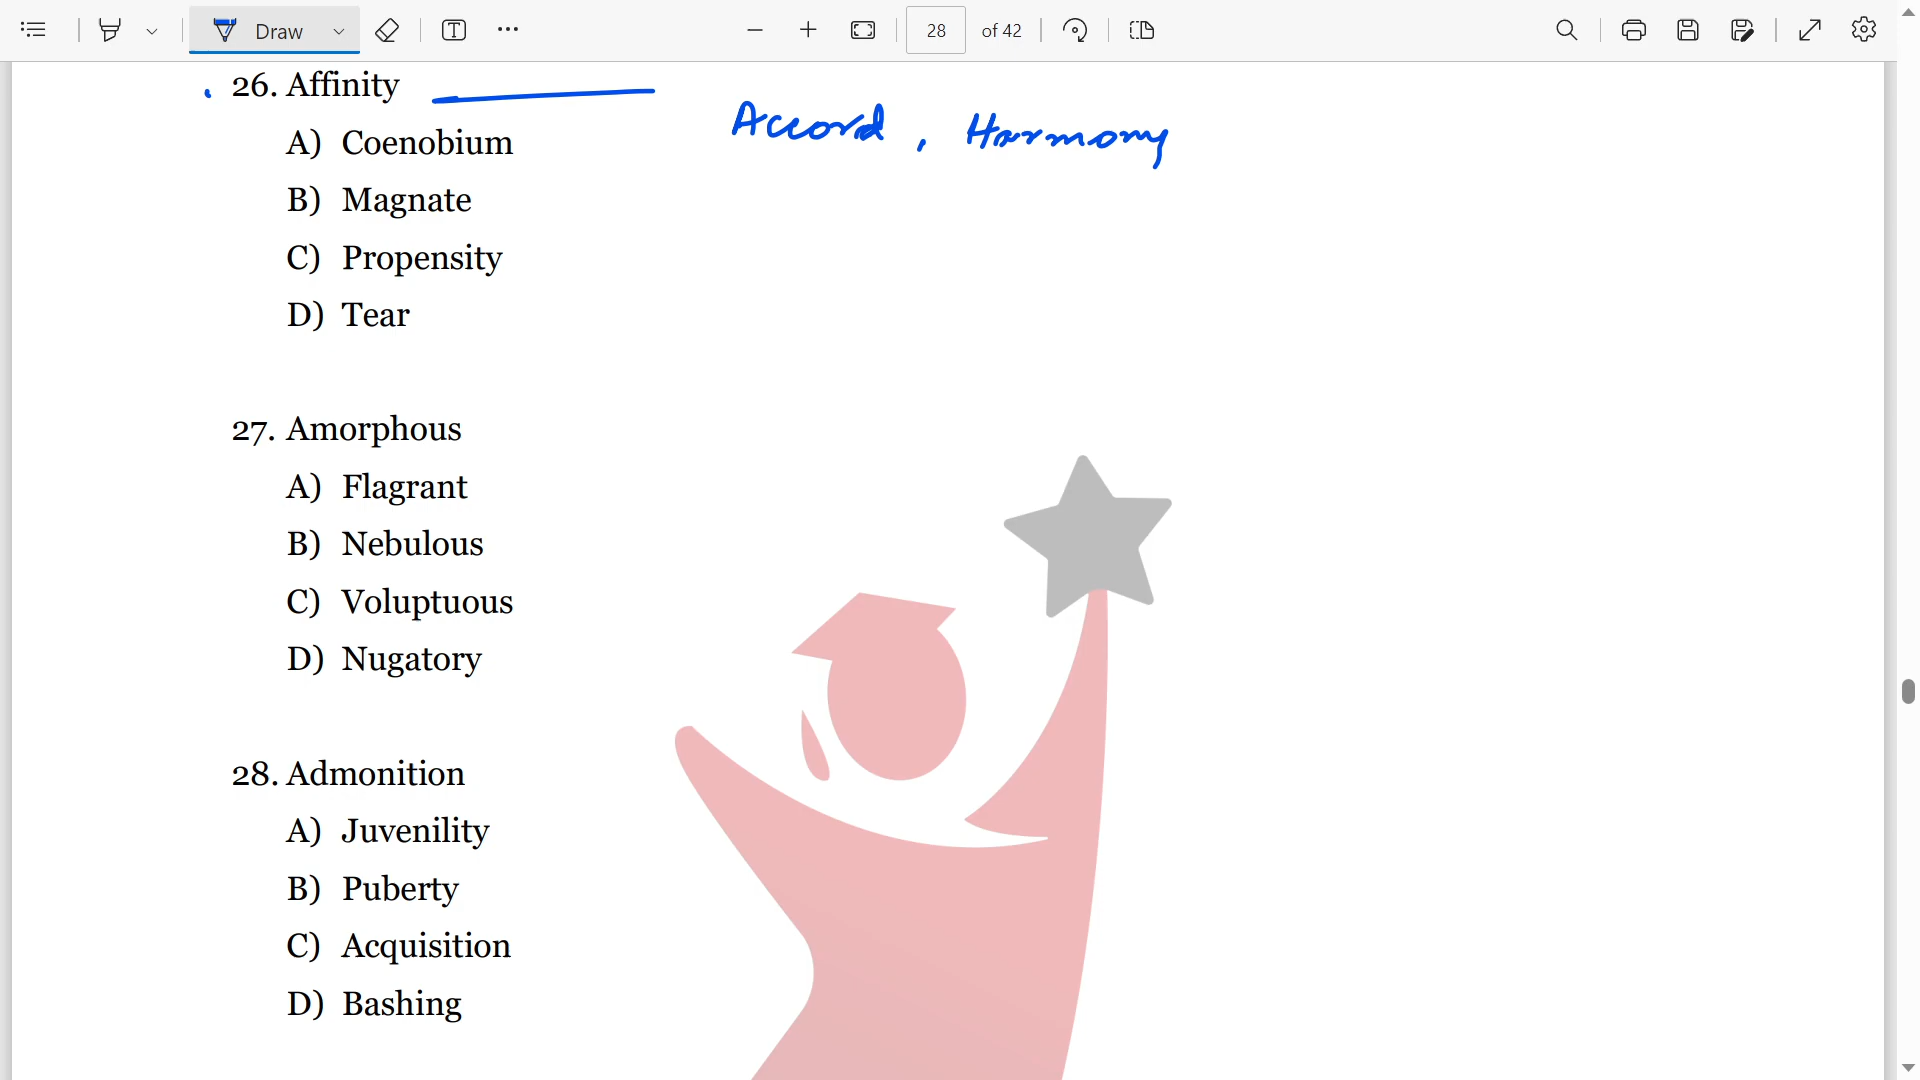 Draw 28 of 42
26. Affinity
Accord, Harmony
A) Coenobium
B) Magnate
C) Propensity
D) Tear
27. Amorphous
A) Flagrant
B) Nebulous
C) Voluptuous
D) Nugatory
28. Admonition
A) Juvenility
B) Puberty
C) Acquisition
D) Bashing